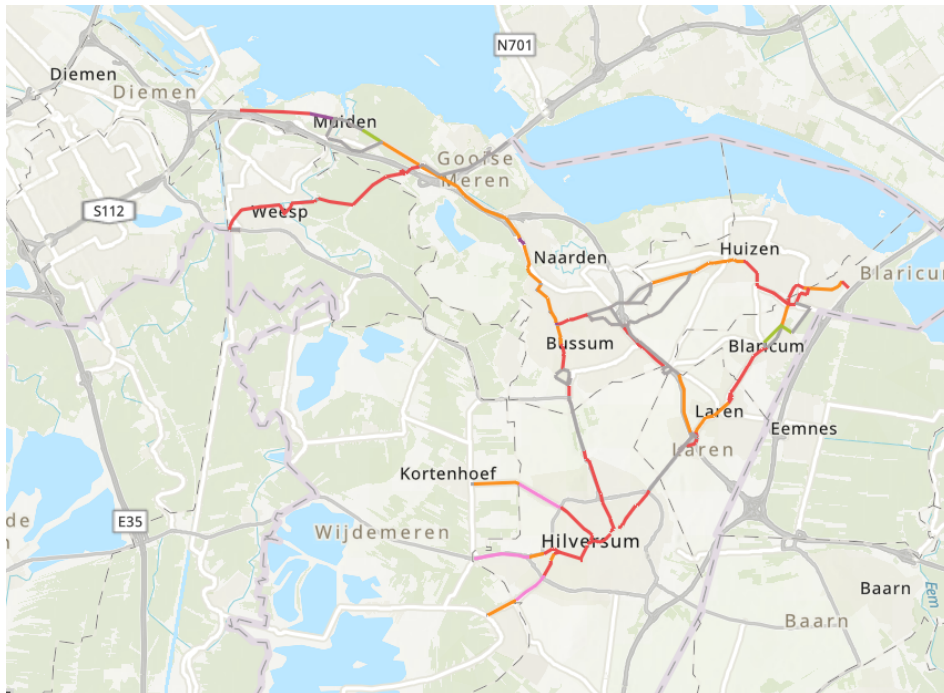 N701
Diemen
Diemen
Muiden
Gooise
Meren
S112
Weesp
Naarden
Huizen
Blaricum
Bussum
Blaricum
Laren
Eemnes
Laren
Kortenhoef
E35
Wijdemeren
Hilversum
Baarn
Eem
Baarn
de